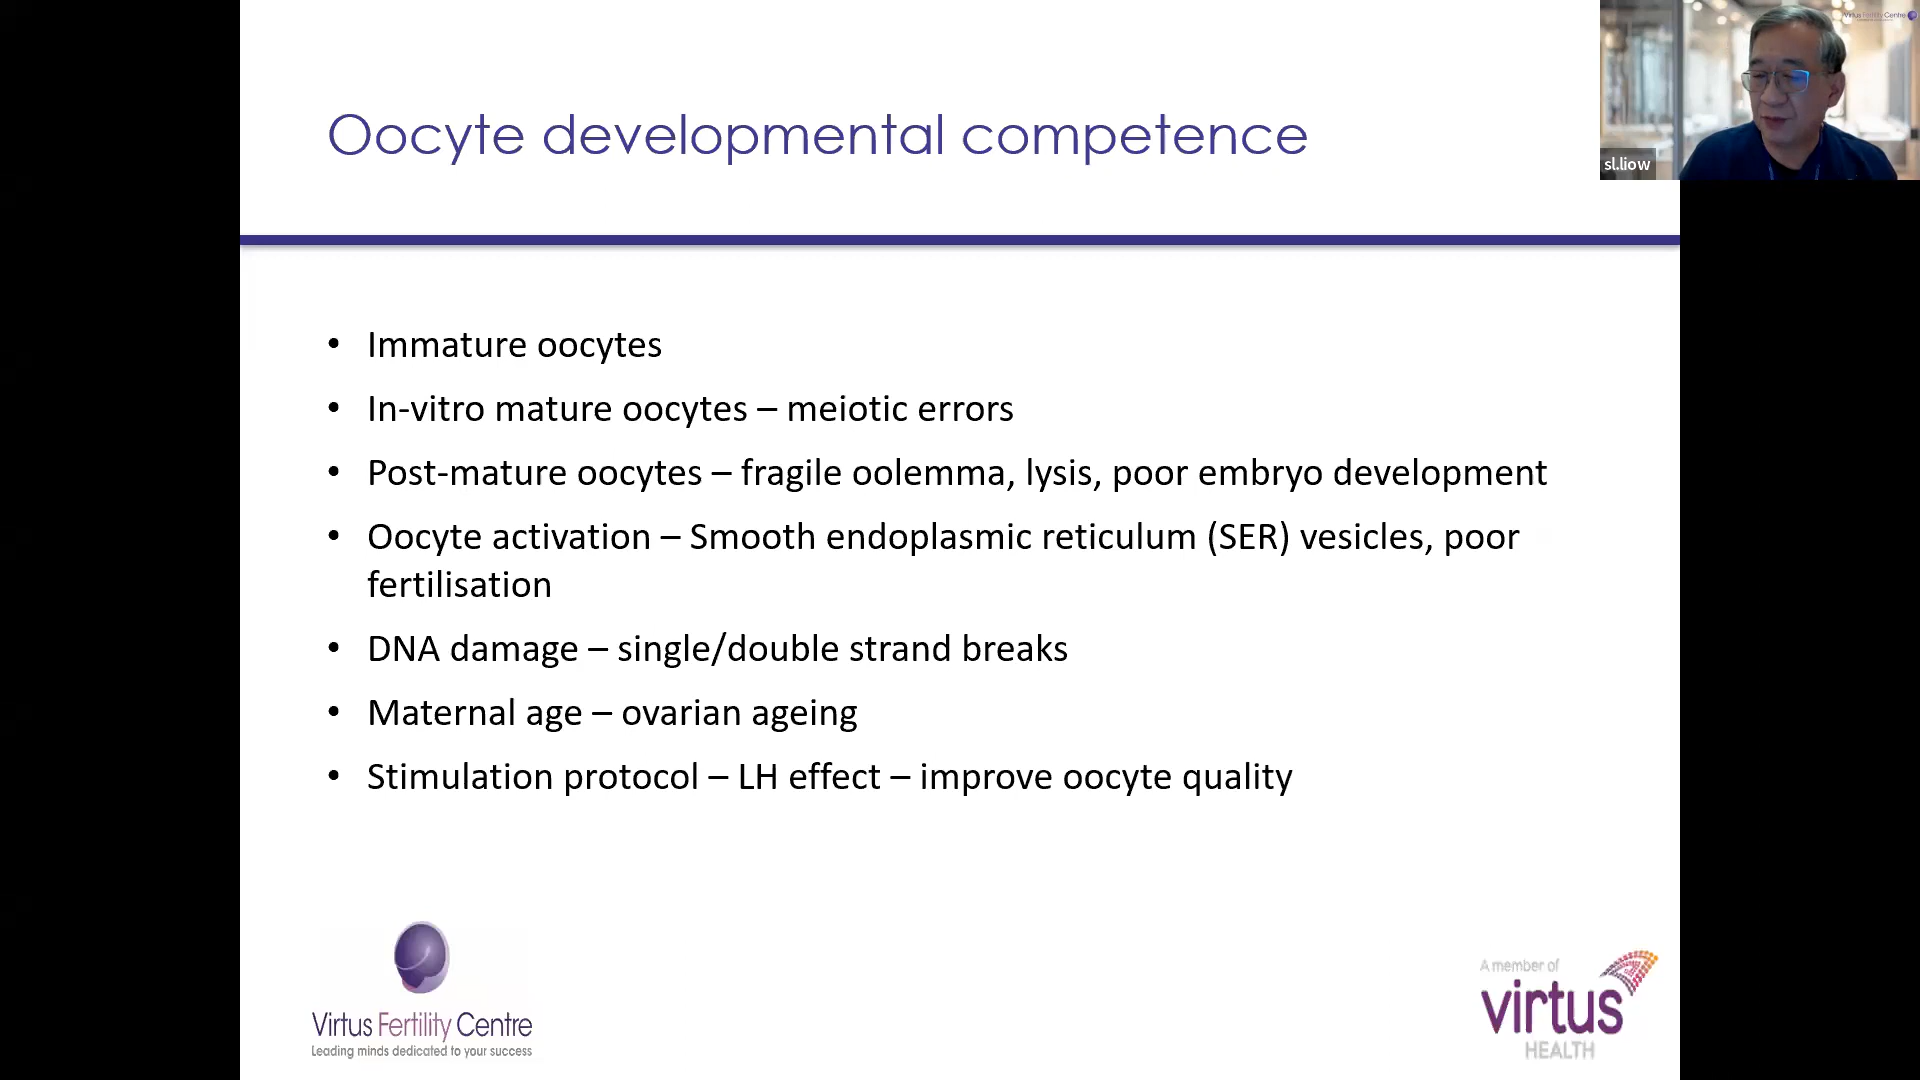 Virtus Fertility Centre
sl.liow
Oocyte developmental competence
• Immature oocytes
• In-vitro mature oocytes – meiotic errors
• Post-mature oocytes – fragile oolemma, lysis, poor embryo development
• Oocyte activation – Smooth endoplasmic reticulum (SER) vesicles, poor
fertilisation
• DNA damage – single/double strand breaks
• Maternal age – ovarian ageing
• Stimulation protocol – LH effect – improve oocyte quality
Virtus Fertility Centre
Leading minds dedicated to your success
A member of
virtus
HEALTH